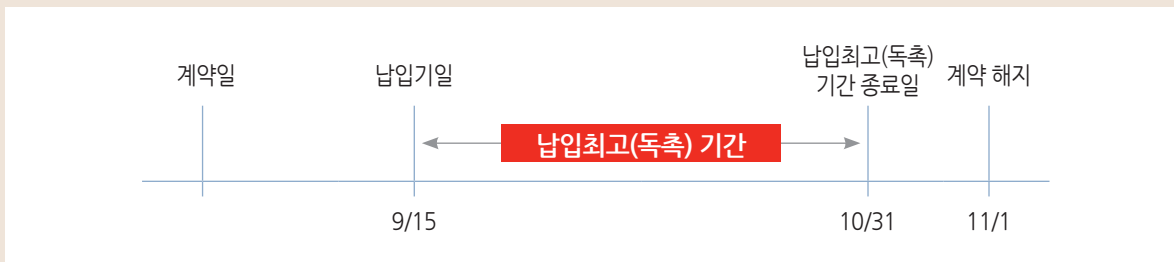 계약일
납입기일
납입최고(독촉)
기간 종료일
계약 해지
납입최고(독촉) 기간
9/15
10/31
11/1